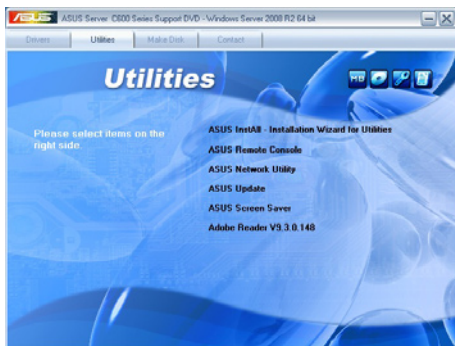 ASUS ASUS Server C600 Series Support DVD - Windows Server 2008 R2 64 bit
Drivers Utilities Make Disk Contact
Utilities
MB
Please select items on the
right side.
ASUS InstAll - Installation Wizard for Utilities
ASUS Remote Console
ASUS Network Utility
ASUS Update
ASUS Screen Saver
Adobe Reader V9.3.0.148